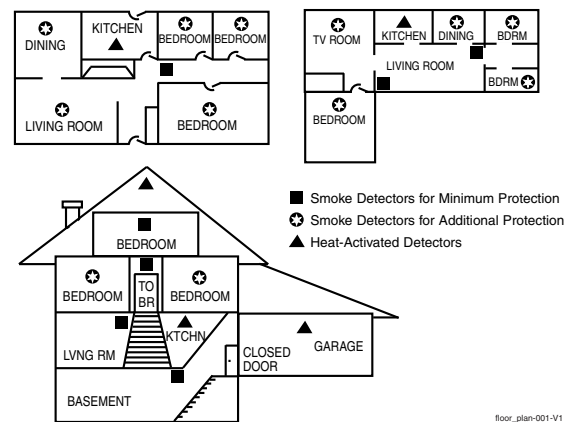 DINING
KITCHEN
BEDROOM
BEDROOM
LIVING ROOM
BEDROOM
TV ROOM
KITCHEN
DINING
BDRM
LIVING ROOM
BDRM
BEDROOM
Smoke Detectors for Minimum Protection
Smoke Detectors for Additional Protection
Heat-Activated Detectors
BEDROOM
BEDROOM
TO
BR
BEDROOM
LVNG RM
KTCHN
CLOSED
DOOR
GARAGE
BASEMENT
floor_plan-001-V1